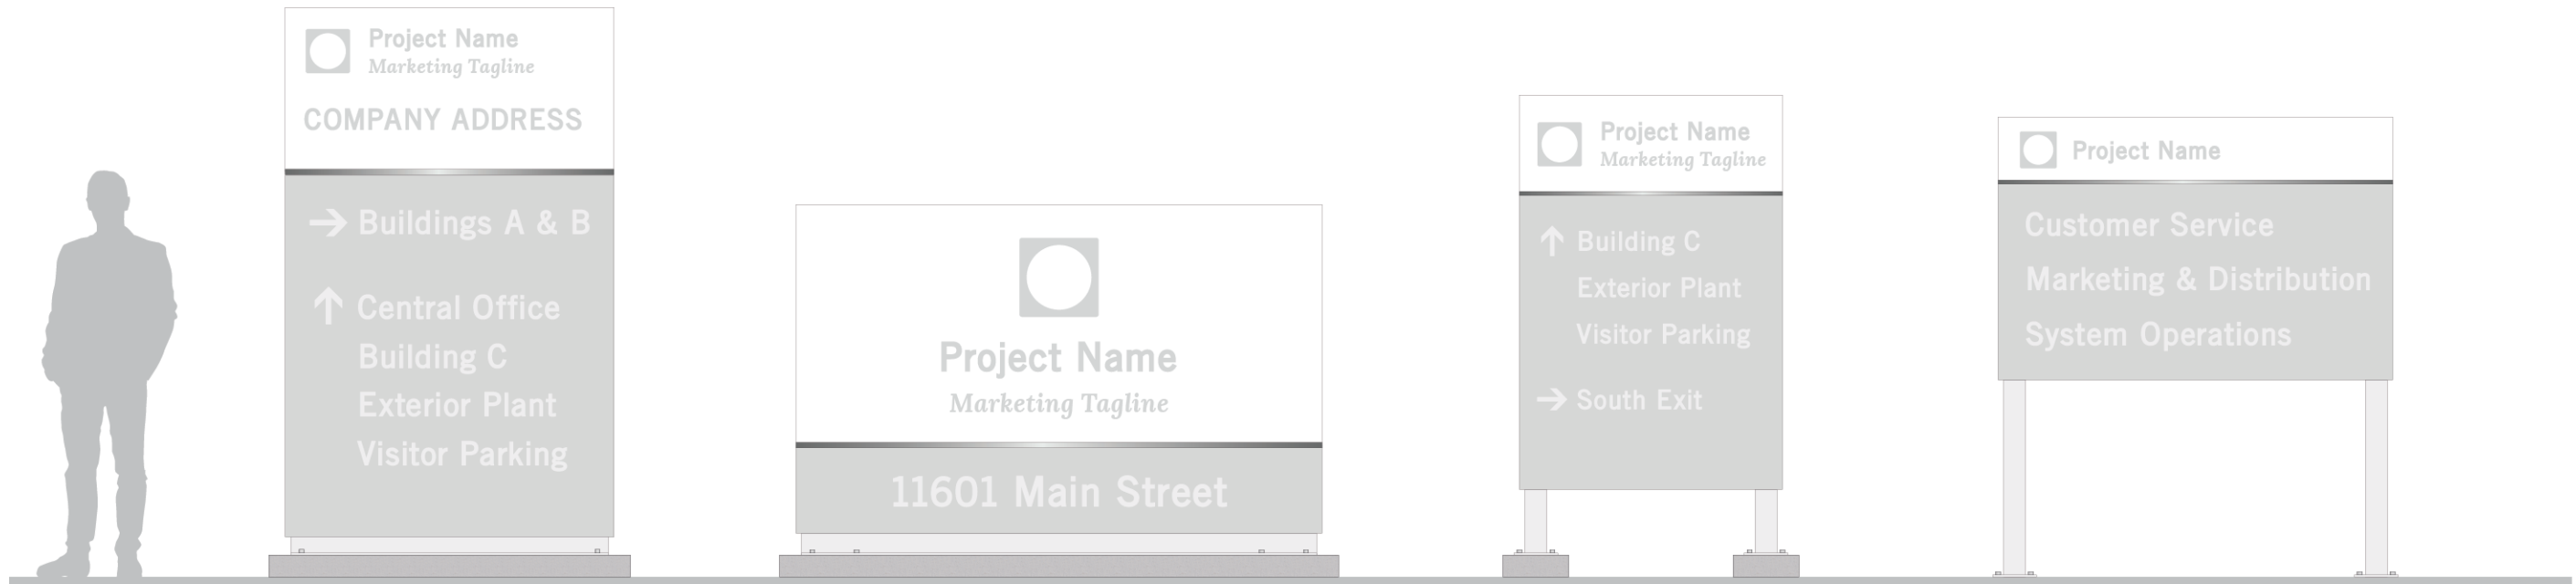 Project Name
Marketing Tagline
COMPANY ADDRESS
Buildings A & B
Central Office
Building C
Exterior Plant
Visitor Parking
Project Name
Marketing Tagline
11601 Main Street
Project Name
Marketing Tagline
Building C
Exterior Plant
Visitor Parking
South Exit
Project Name
Customer Service
Marketing & Distribution
System Operations